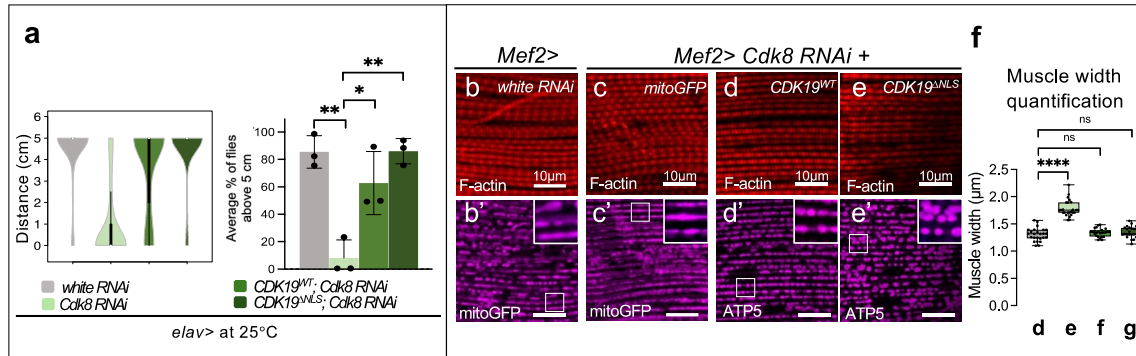 a
Distance (cm)
6
5
4
3
2
1
0
Average % of flies
above 5 cm
100
80
60
40
20
0
**
*
**
white RNAi
Cdk8 RNAi
CDK19WT; Cdk8 RNAi
CDK19ΔNLS; Cdk8 RNAi
elav> at 25°C
Mef2>
Mef2> Cdk8 RNAi +
b white RNAi
F-actin 10μm
c mitoGFP
F-actin 10μm
d CDK19WT
F-actin 10μm
e CDK19ΔNLS
F-actin 10μm
b'
mitoGFP
c'
mitoGFP
d'
ATP5
e'
ATP5
f
Muscle width
quantification
ns
ns
****
Muscle width (μm)
2.5
2.0
1.5
1.0
0.5
0
d e f g